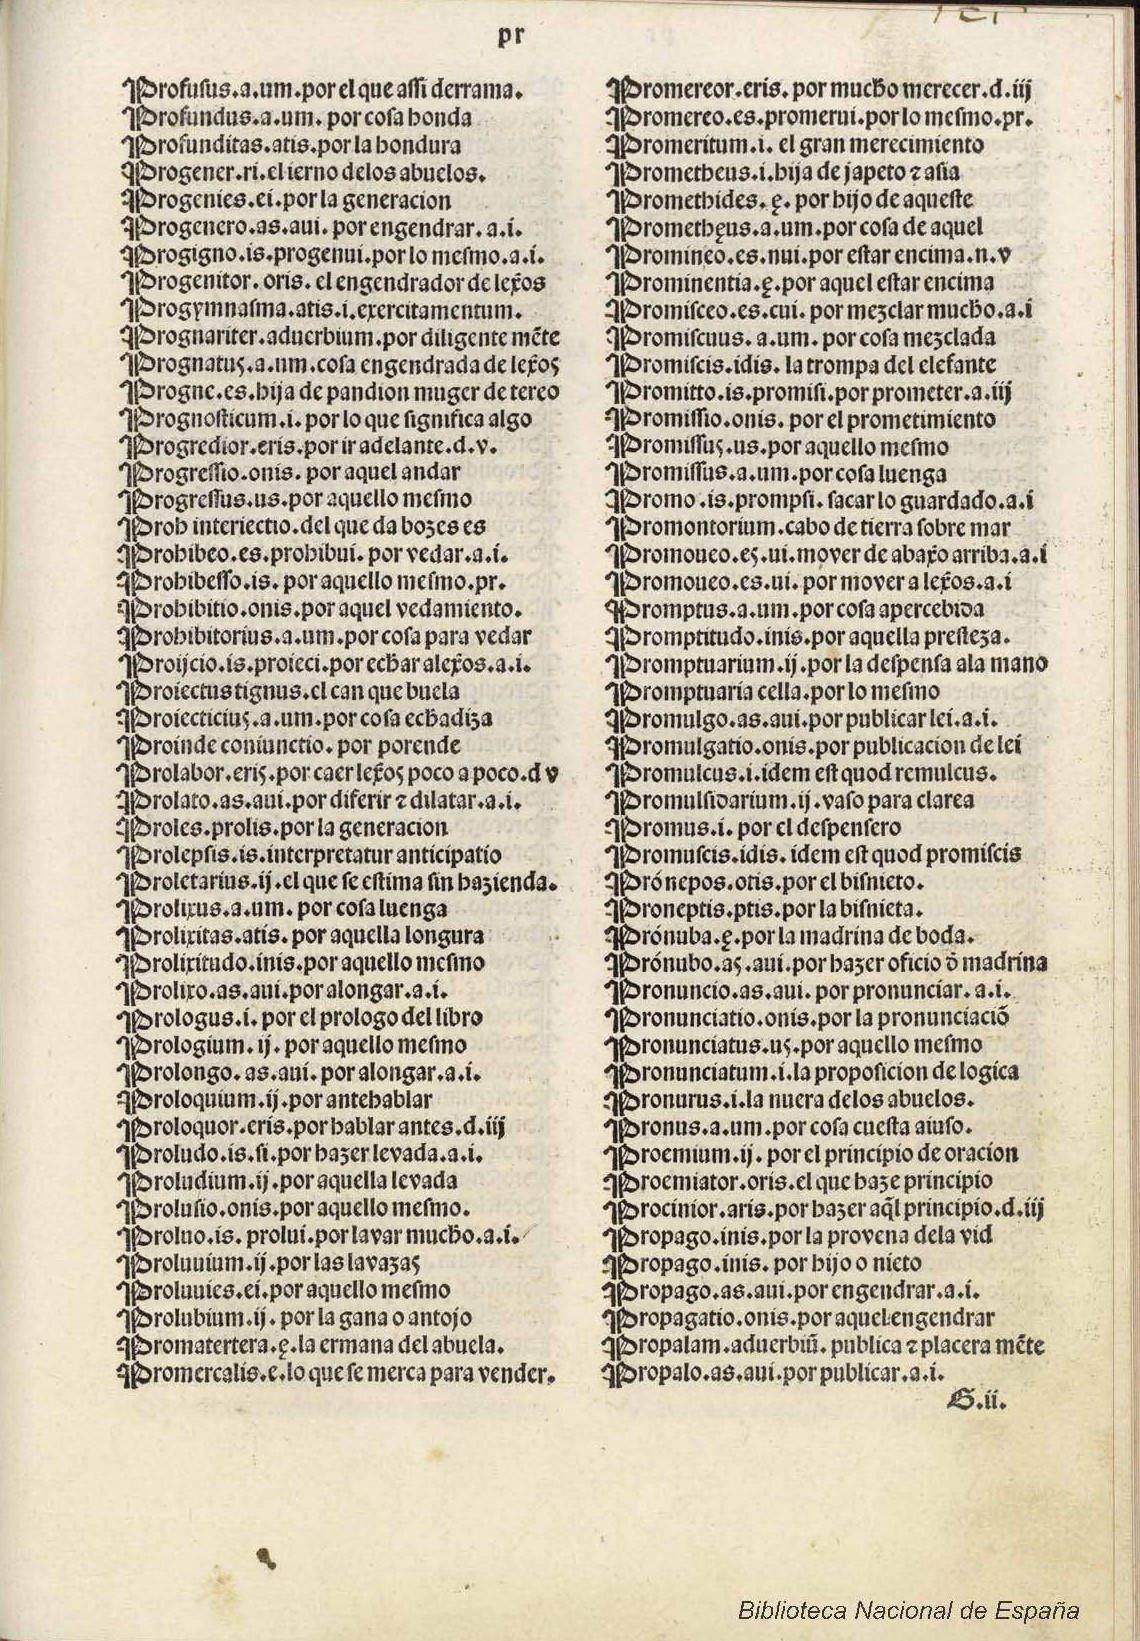 pr
¶Profusus.a.um.por el que assi derrama.
¶Profundus.a.um. por cosa honda
¶Profunditas.atis.por la hondura
¶Progener.ri.el ierno delos abuelos.
¶Progenies.ei.por la generacion
¶Progenero.as.aui. por engendrar. a.i.
¶Progigno.is.progenui.por lo mesmo.a.i.
¶Progenitor. oris. el engendrador de lexos
¶Progymnasma.atis.i.exercitamentum.
¶Prognariter.aduerbium.por diligente mẽte
¶Prognatus.a.um.cosa engendrada de lexos
¶Progne.es.hija de pandion muger de tereo
¶Prognosticum.i. por lo que significa algo
¶Progredior.eris.por ir adelante.d.v.
¶Progressio.onis. por aquel andar
¶Progressus.us.por aquello mesmo
¶Proh interiectio.del que da bozes es
¶Prohibeo.es.prohibui. por vedar.a.i.
¶Prohibesso.is. por aquello mesmo.pr.
¶Prohibitio.onis.por aquel vedamiento.
¶Prohibitorius.a.um.por cosa para vedar
¶Proijcio.is.proieci.por echar alexos.a.i.
¶Proiectus tignus.el can que buela
¶Proiecticius.a.um.por cosa echadiza
¶Proinde coniunctio. por porende
¶Prolabor.eris.por caer lexos poco a poco.d v
¶Prolato.as.aui.por diferir ⁊ dilatar.a.i.
¶Proles.prolis.por la generacion
¶Prolepsis.is.interpretatur anticipatio
¶Proletarius.ij.el que se estima sin hazienda.
¶Prolixus.a.um. por cosa luenga
¶Prolixitas.atis. por aquella longura
¶Prolixitudo.inis.por aquello mesmo
¶Prolixo.as.aui.por alongar.a.i.
¶Prologus.i. por el prologo del libro
¶Prologium. ij. por aquello mesmo
¶Prolongo. as.aui. por alongar.a.i.
¶Proloquium.ij.por antehablar
¶Proloquor.eris.por hablar antes.d.iij
¶Proludo.is.si.por hazer levada.a.i.
¶Proludium.ij.por aquella levada
¶Prolusio.onis.por aquello mesmo.
¶Proluo.is. prolui.por lavar mucho.a.i.
¶Proluuium.ij.por las lavazas
¶Proluuies.ei.por aquello mesmo
¶Prolubium.ij. por la gana o antojo
¶Promatertera.ę.la ermana del abuela.
¶Promercalis.e.lo que se merca para vender.
¶Promereor.eris. por mucho merecer.d.iij
¶Promereo.es.promerui.por lo mesmo.pr.
¶Promeritum.i. el gran merecimiento
¶Prometheus.i.hija de japeto ⁊ asia
¶Promethides. ę. por hijo de aqueste
¶Promethęus.a.um.por cosa de aquel
¶Promineo.es.nui.por estar encima.n.v
¶Prominentia.ę.por aquel estar encima
¶Promisceo.es.cui. por mezclar mucho.a.i
¶Promiscuus. a.um. por cosa mezclada
¶Promiscis.idis. la trompa del elefante
¶Promitto.is.promisi.por prometer.a.iij
¶Promissio.onis. por el prometimiento
¶Promissus.us.por aquello mesmo
¶Promissus.a.um.por cosa luenga
¶Promo.is.prompsi. sacar lo guardado.a.i
¶Promontorium.cabo de tierra sobre mar
¶Promoueo.es.ui.mover de abaxo arriba.a.i
¶Promoueo.es.ui. por mover a lexos.a.i
¶Promptus.a.um.por cosa apercebida
¶Promptitudo.inis.por aquella presteza.
¶Promptuarium.ij.por la despensa ala mano
¶Promptuaria cella.por lo mesmo
¶Promulgo.as.aui.por publicar lei.a.i.
¶Promulgatio.onis.por publicacion de lei
¶Promulcus.i.idem est quod remulcus.
¶Promulsidarium.ij.vaso para clarea
¶Promus.i. por el despensero
¶Promuscis.idis. idem est quod promiscis
¶Prónepos.otis.por el bisnieto.
¶Proneptis.ptis.por la bisnieta.
¶Prónuba.ę.por la madrina de boda.
¶Prónubo.as.aui.por hazer oficio đ madrina
¶Pronuncio.as.aui. por pronunciar. a.i.
¶Pronunciatio.onis.por la pronunciaciõ
¶Pronunciatus.us.por aquello mesmo
¶Pronunciatum.i.la proposicion de logica
¶Pronurus.i.la nuera delos abuelos.
¶Pronus.a.um.por cosa cuesta aiuso.
¶Proemium.ij. por el principio de oracion
¶Proemiator.oris.el que haze principio
¶Procinior.aris.por hazer aq̃l principio.d.iij
¶Propago.inis.por la provena dela vid
¶Propago.inis. por hijo o nieto
¶Propago.as.aui.por engendrar.a.i.
¶Propagatio.onis.por aquel engendrar
¶Propalam.aduerbiũ. publica ⁊ placera mẽte
¶Propalo.as.aui.por publicar.a.i.
S.ii.
Biblioteca Nacional de España